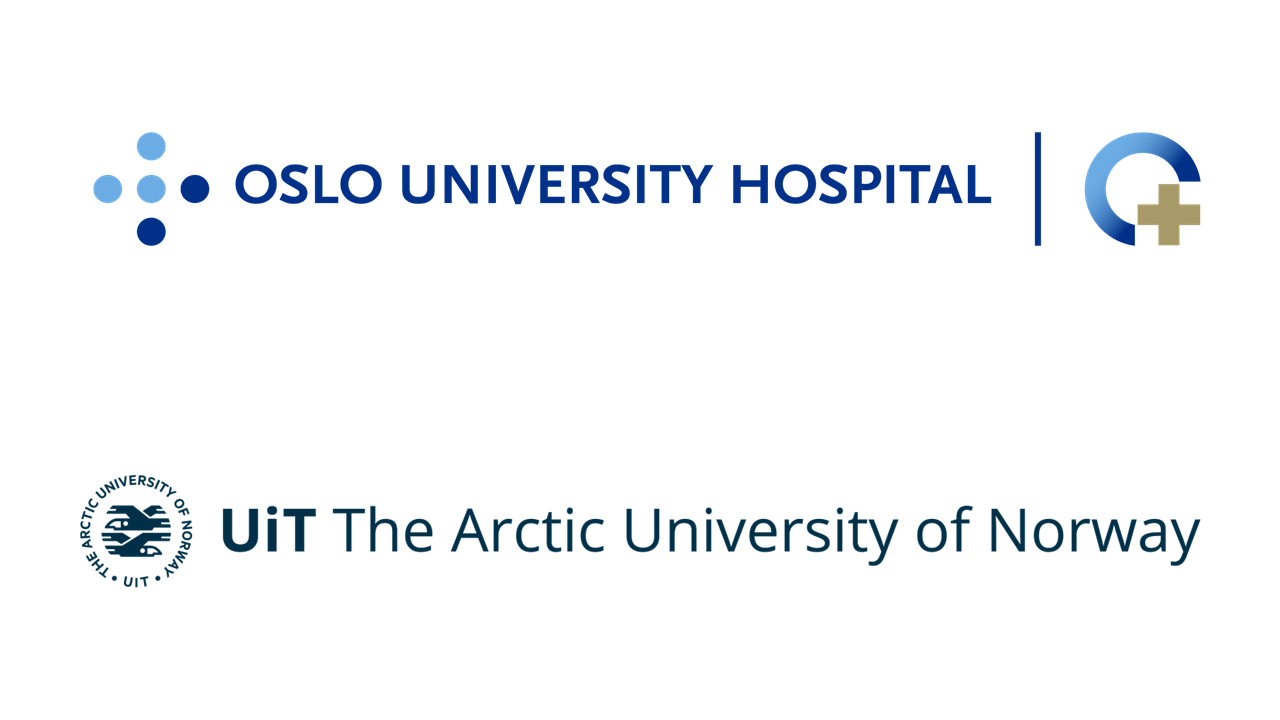 OSLO UNIVERSITY HOSPITAL
THE ARCTIC UNIVERSITY OF NORWAY
• UIT •
UiT The Arctic University of Norway